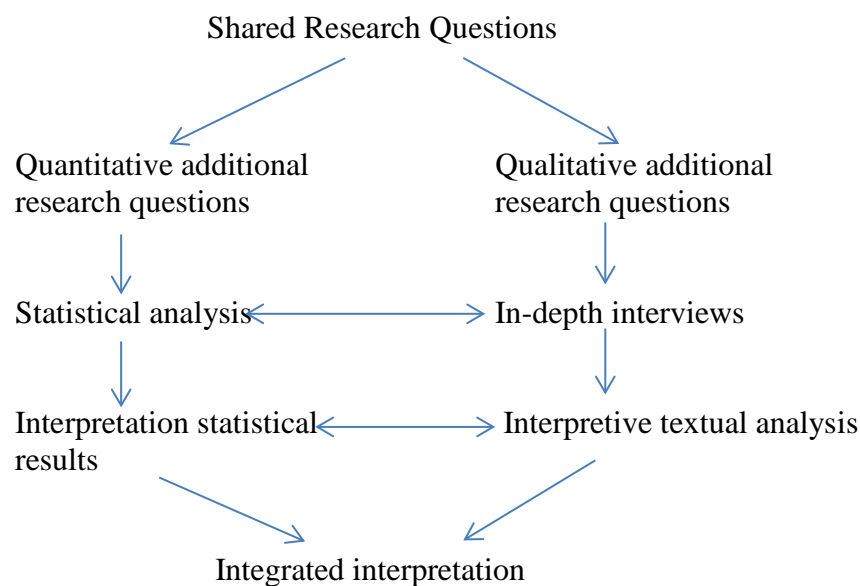 Shared Research Questions
Quantitative additional
research questions
Qualitative additional
research questions
Statistical analysis
In-depth interviews
Interpretation statistical
results
Interpretive textual analysis
Integrated interpretation